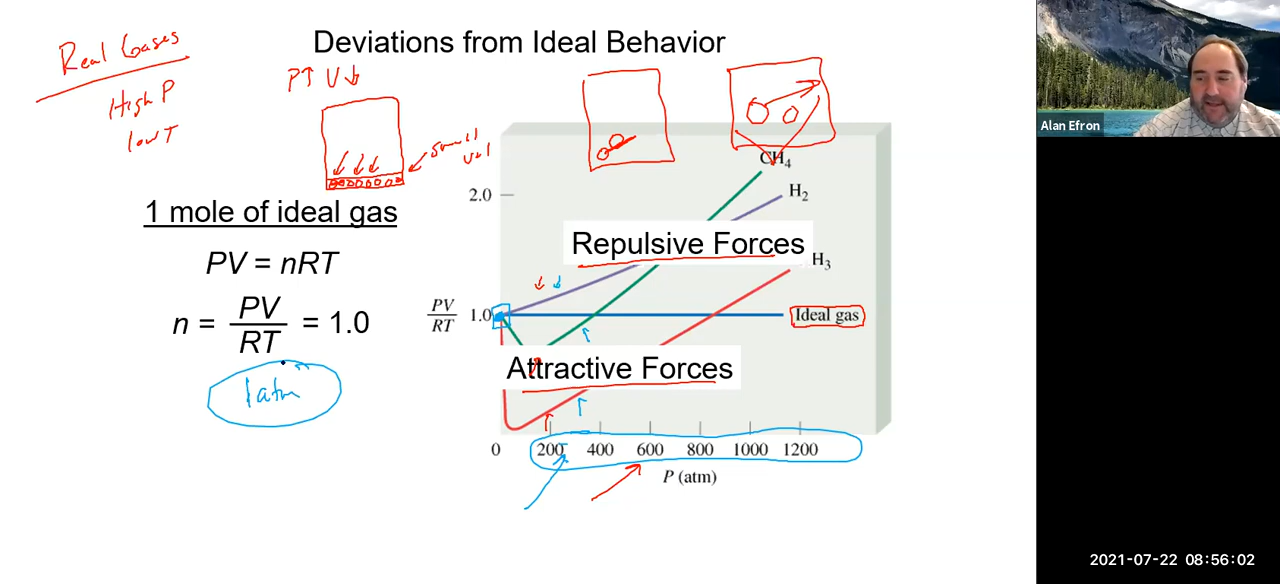 Deviations from Ideal Behavior
Real Gases
High P
low T
P↑ V↓
small
vol
1 mole of ideal gas
PV = nRT
n = PV/RT = 1.0
1 atm
CH₄
2.0
H₂
Repulsive Forces
H₃
PV/RT
1.0
Ideal gas
Attractive Forces
0 200 400 600 800 1000 1200
P (atm)
Alan Efron
2021-07-22 08:56:02